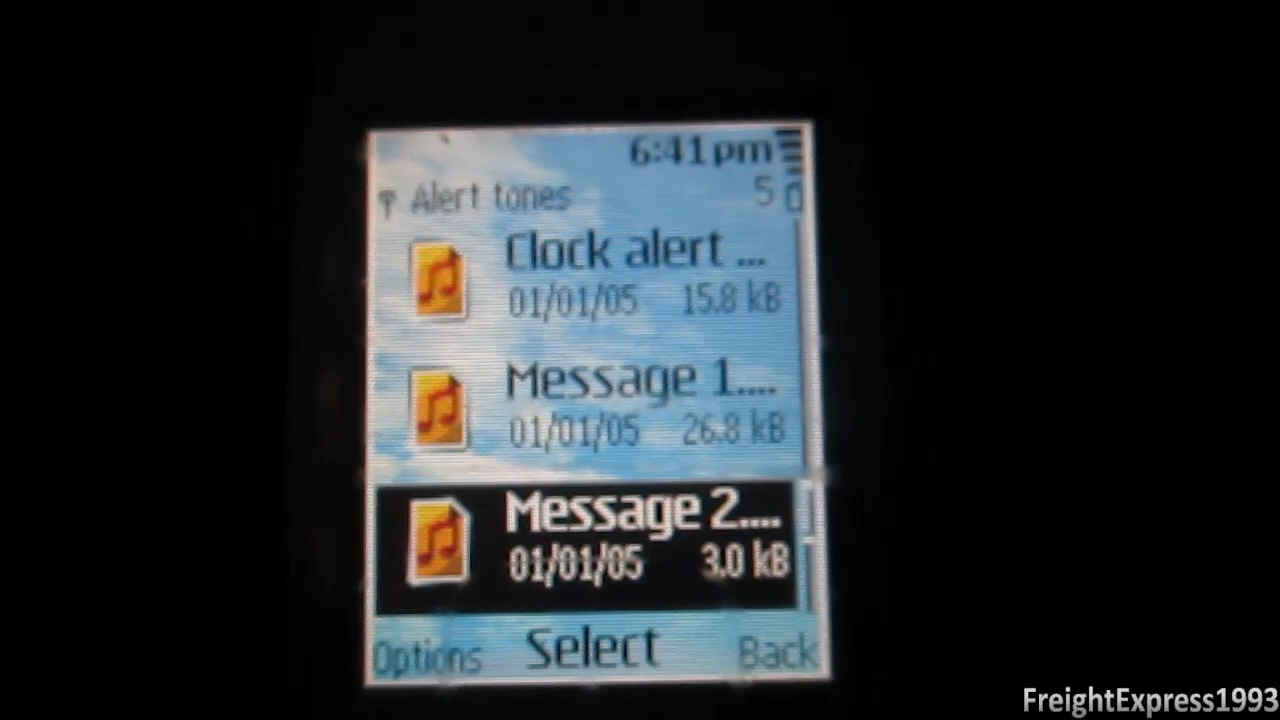 6:41pm
Alert tones 5
Clock alert ...
01/01/05 15.8 kB
Message 1....
01/01/05 26.8 kB
Message 2....
01/01/05 3.0 kB
Options Select Back
FreightExpress1993